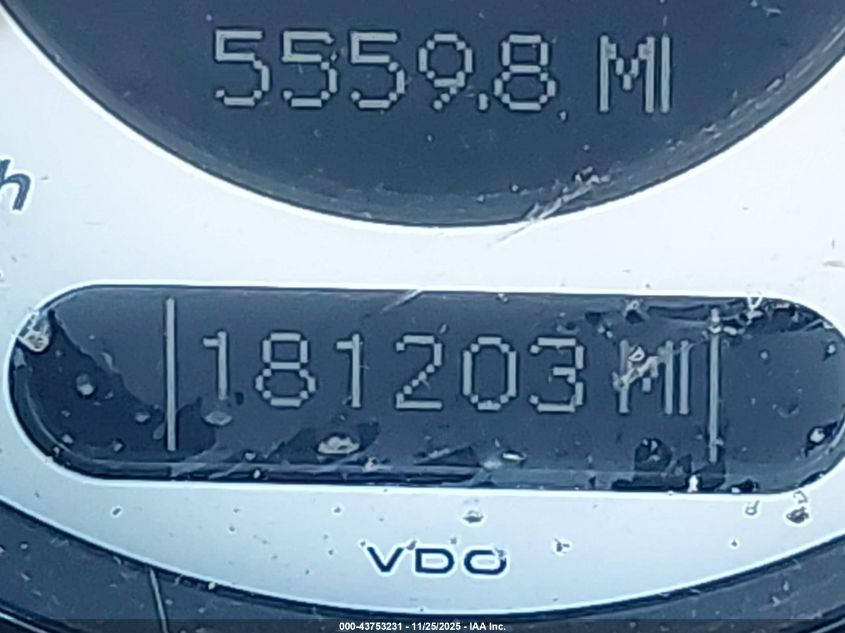 5559.8 MI
h
181203 MI
VDO
000-43753231 - 11/25/2025 - IAA Inc.